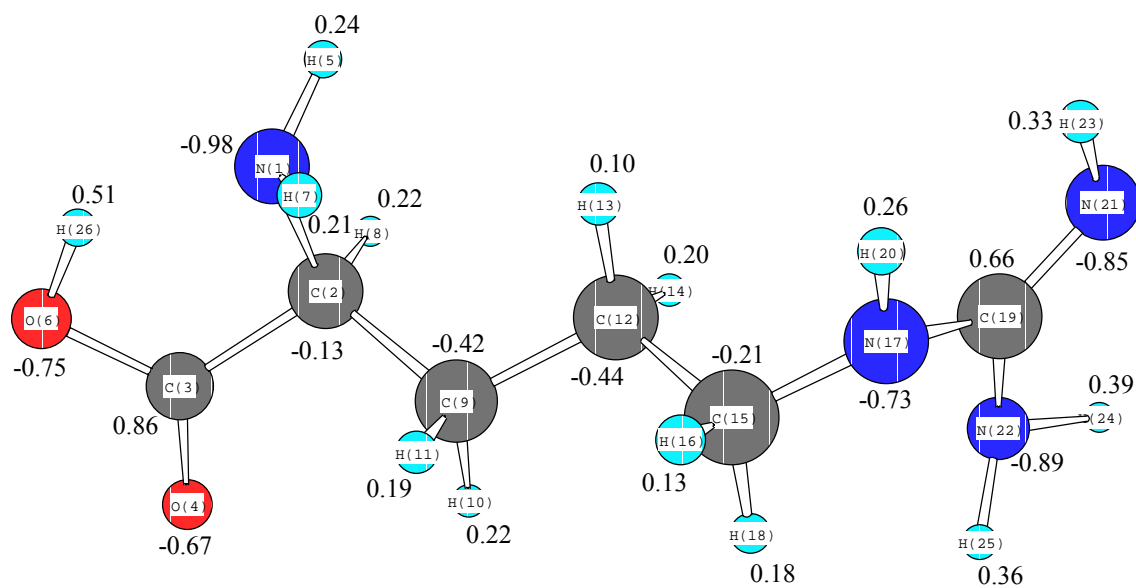 0.24
H(5)
-0.98
N(1)
0.33
H(23)
0.10
0.51
H(7)
0.22
H(13)
0.26
N(21)
H(26)
0.21
H(8)
H(20)
0.20
0.66
-0.85
C(2)
H(14)
O(6)
C(12)
C(19)
-0.13
-0.42
N(17)
-0.75
-0.44
-0.21
C(3)
-0.73
0.39
C(9)
C(15)
0.86
H(24)
N(22)
H(16)
H(11)
-0.89
0.19
0.13
O(4)
H(10)
-0.67
0.22
H(18)
H(25)
0.18
0.36